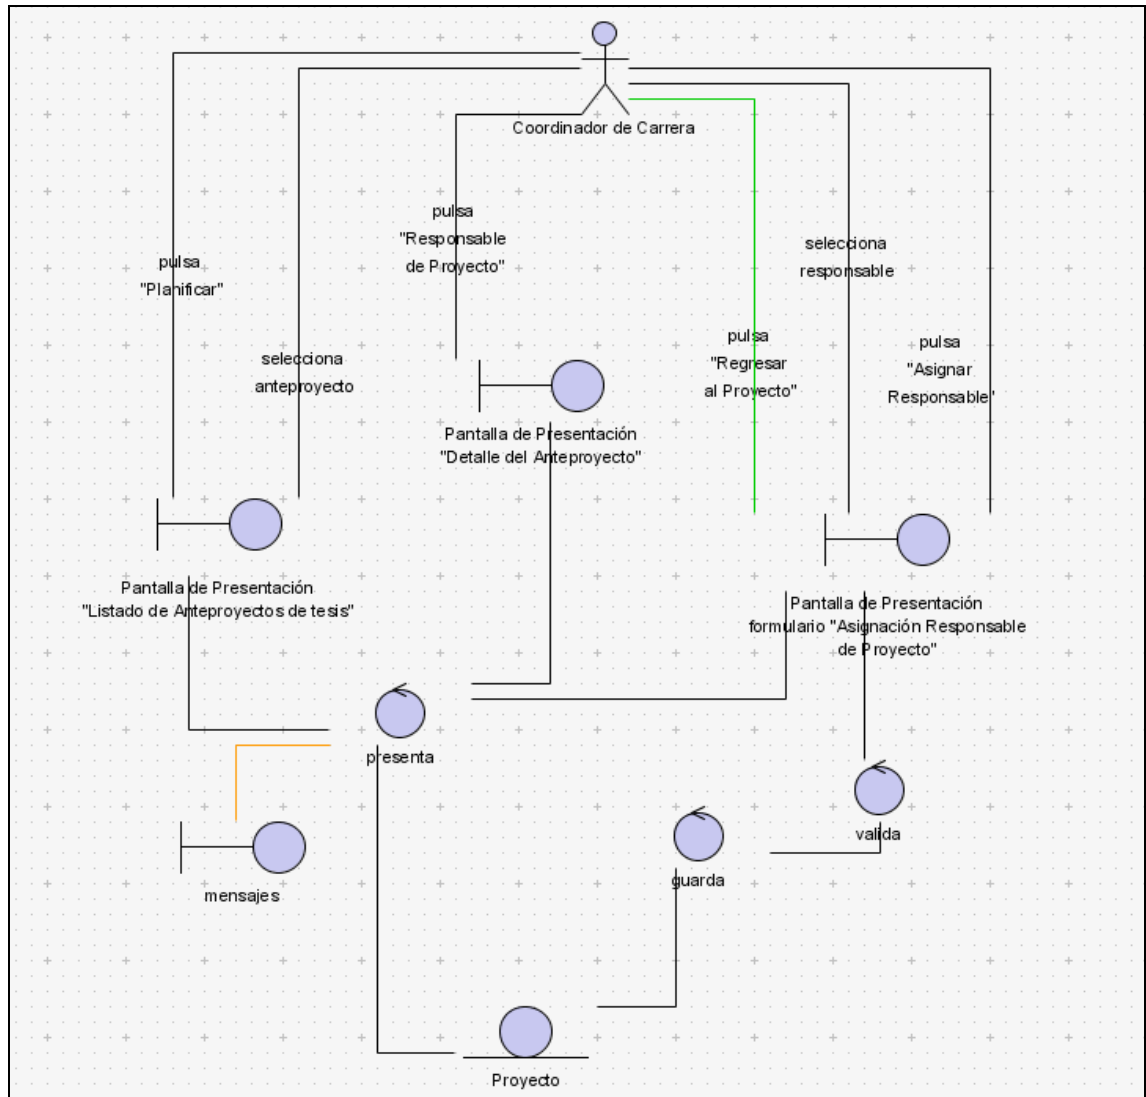 Coordinador de Carrera
pulsa
"Planificar"
selecciona
anteproyecto
pulsa
"Responsable
de Proyecto"
pulsa
"Regresar
al Proyecto"
selecciona
responsable
pulsa
"Asignar
Responsable"
Pantalla de Presentación
"Detalle del Anteproyecto"
Pantalla de Presentación
"Listado de Anteproyectos de tesis"
Pantalla de Presentación
formulario "Asignación Responsable
de Proyecto"
presenta
valida
guarda
mensajes
Proyecto